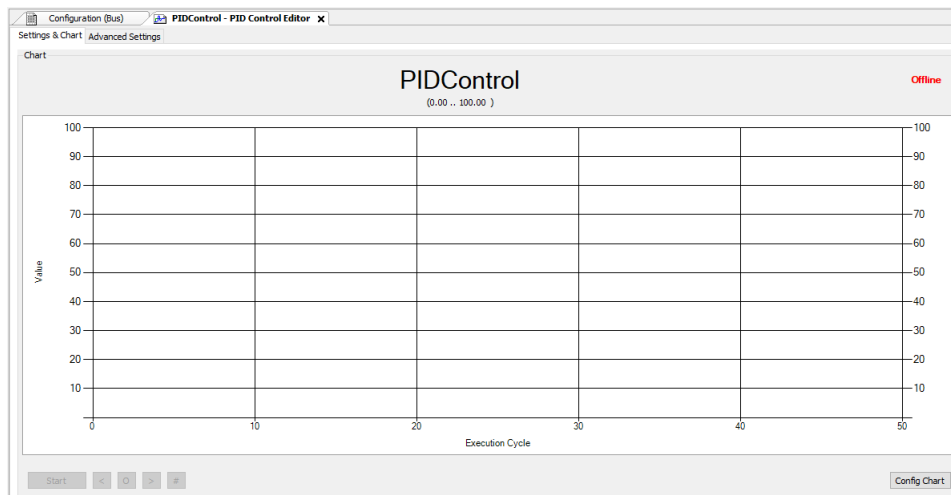 Configuration (Bus)
PIDControl - PID Control Editor x
Settings & Chart
Advanced Settings
Chart
PIDControl
(0.00 .. 100.00 )
Offline
100
90
80
70
60
50
40
30
20
10
Value
100
90
80
70
60
50
40
30
20
10
0
10
20
30
40
50
Execution Cycle
Start
<
O
>
#
Config Chart